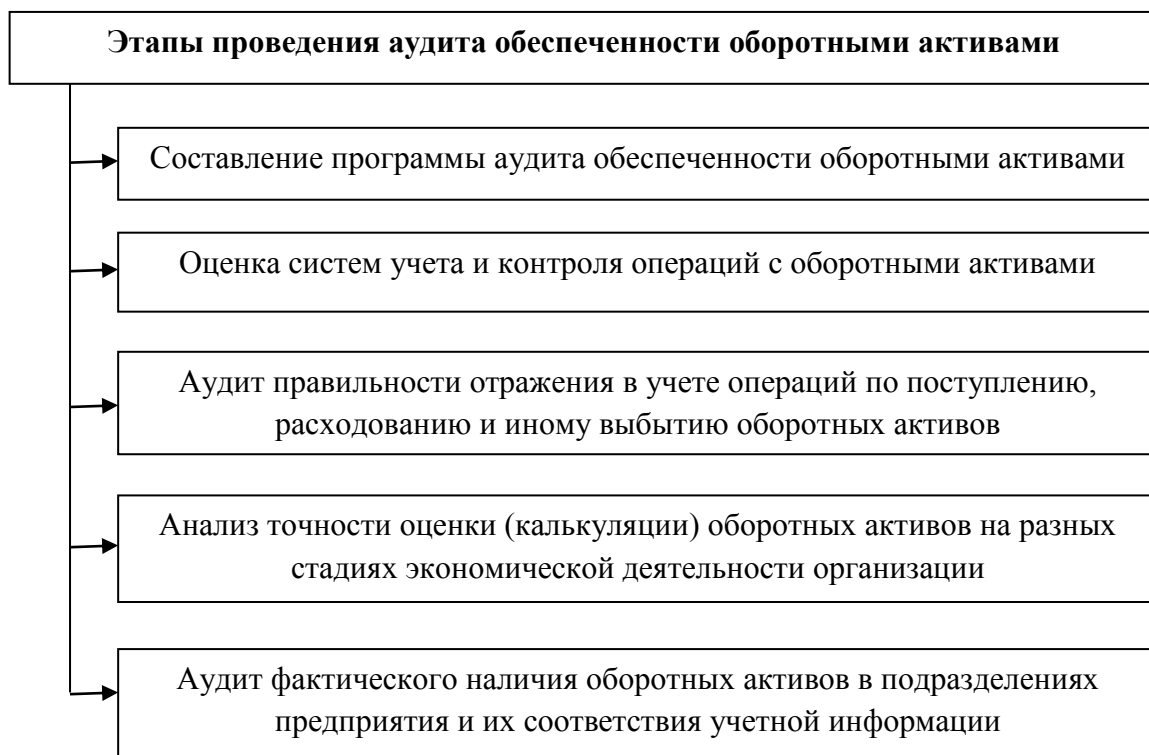 Этапы проведения аудита обеспеченности оборотными активами
Составление программы аудита обеспеченности оборотными активами
Оценка систем учета и контроля операций с оборотными активами
Аудит правильности отражения в учете операций по поступлению,
расходованию и иному выбытию оборотных активов
Анализ точности оценки (калькуляции) оборотных активов на разных
стадиях экономической деятельности организации
Аудит фактического наличия оборотных активов в подразделениях
предприятия и их соответствия учетной информации